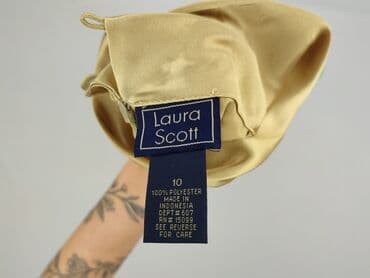 Laura
Scott
10
100% POLYESTER
MADE IN
INDONESIA
DEPT# 607
RN# 15099
SEE REVERSE
FOR CARE